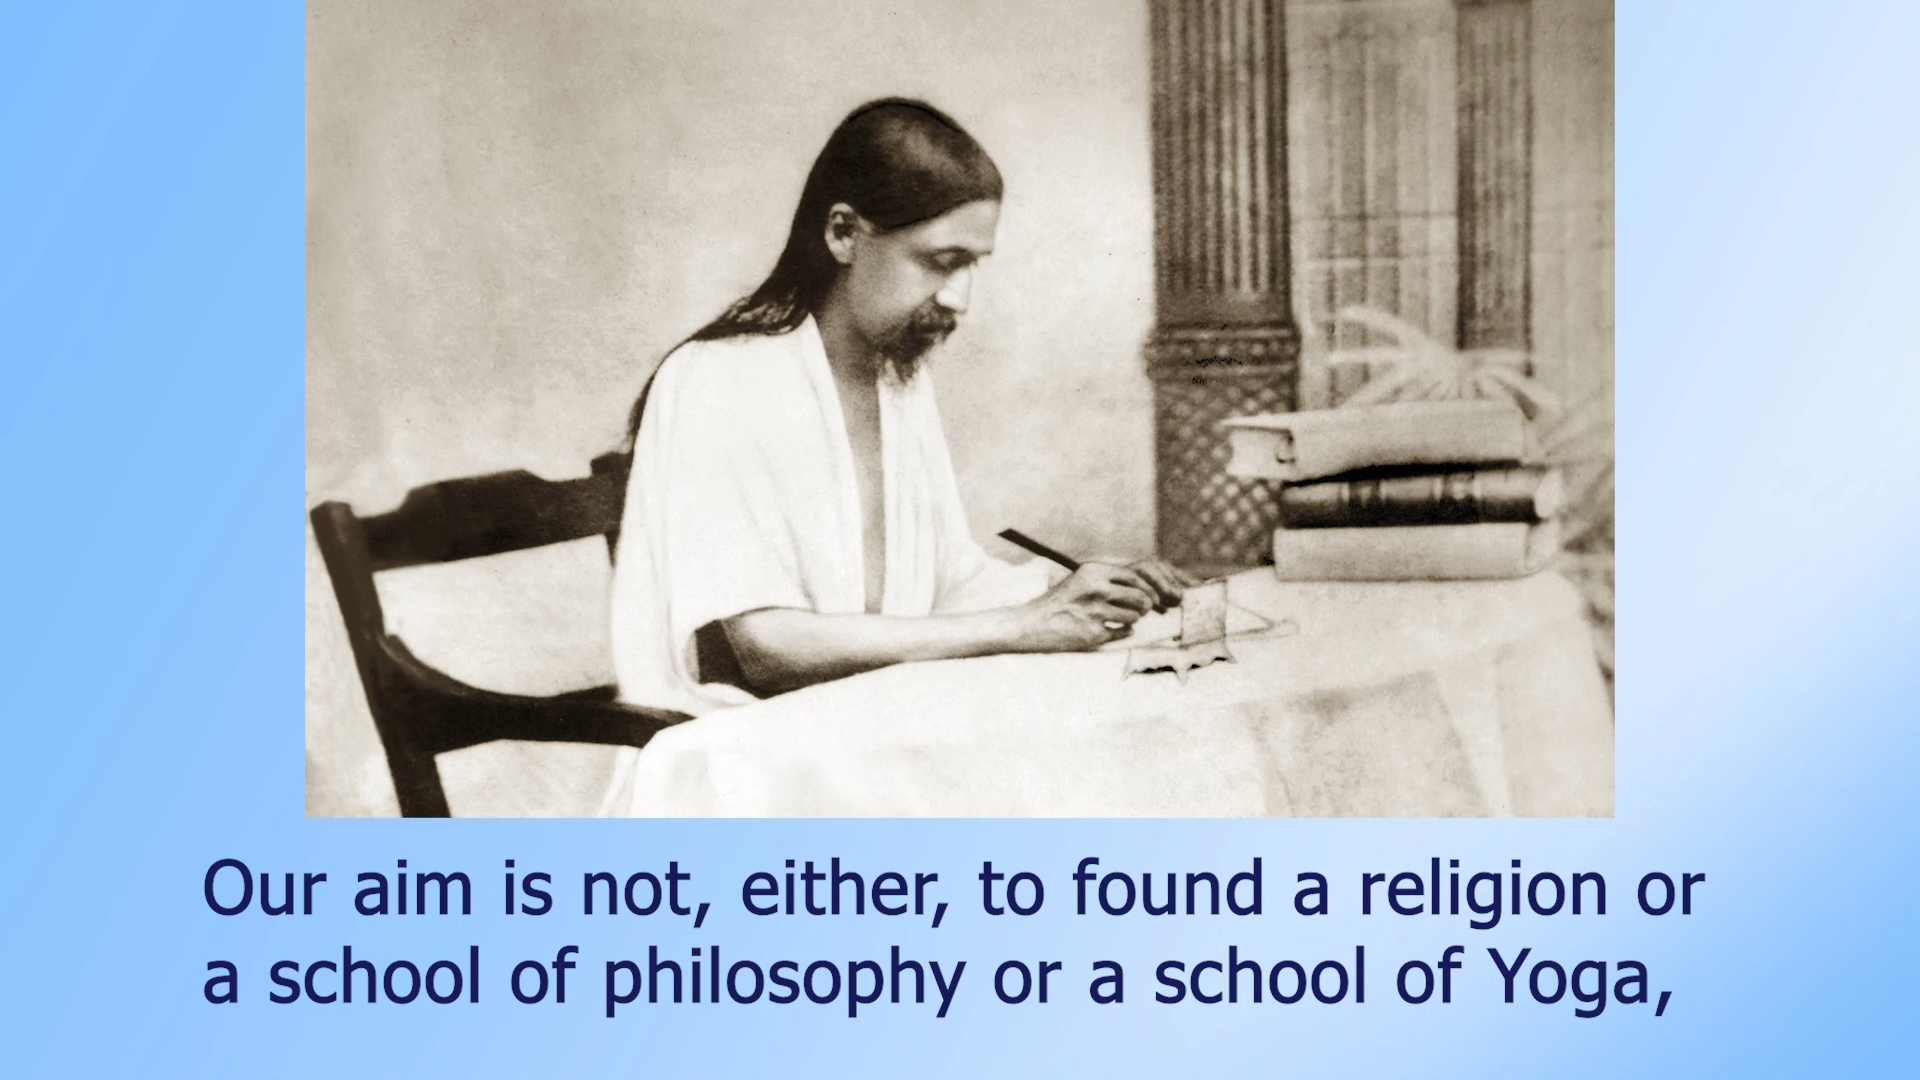 Our aim is not, either, to found a religion or
a school of philosophy or a school of Yoga,